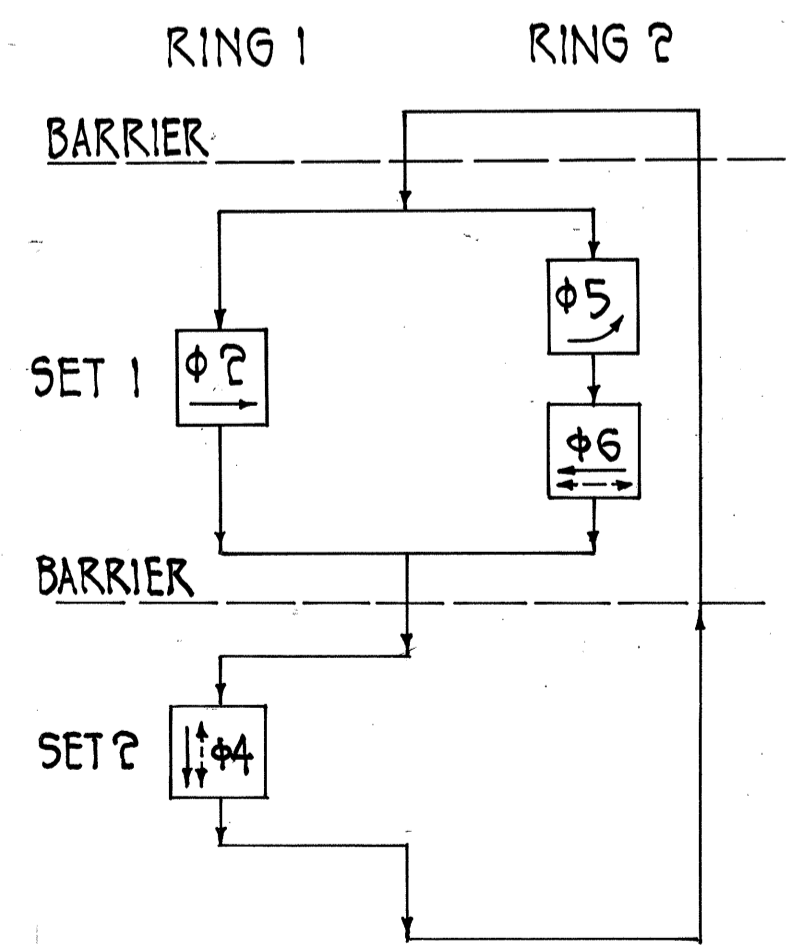 RING 1
RING 2
BARRIER
ϕ5
SET 1
ϕ2
ϕ6
BARRIER
SET 2
ϕ4